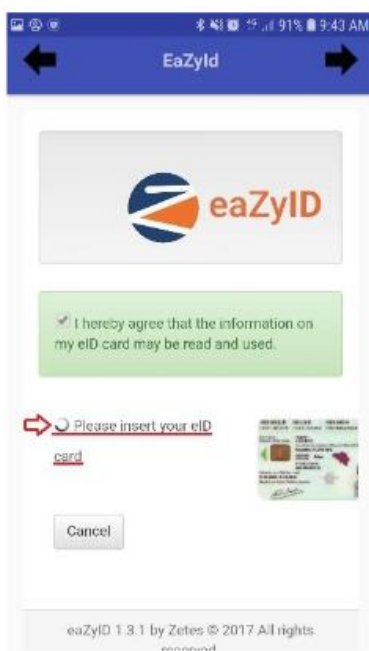 91% 9:43 AM
EaZyId
eaZyID
I hereby agree that the information on
my eID card may be read and used.
Please insert your eID
card
Cancel
eaZyID 1.3.1 by Zetes © 2017 All rights
reserved